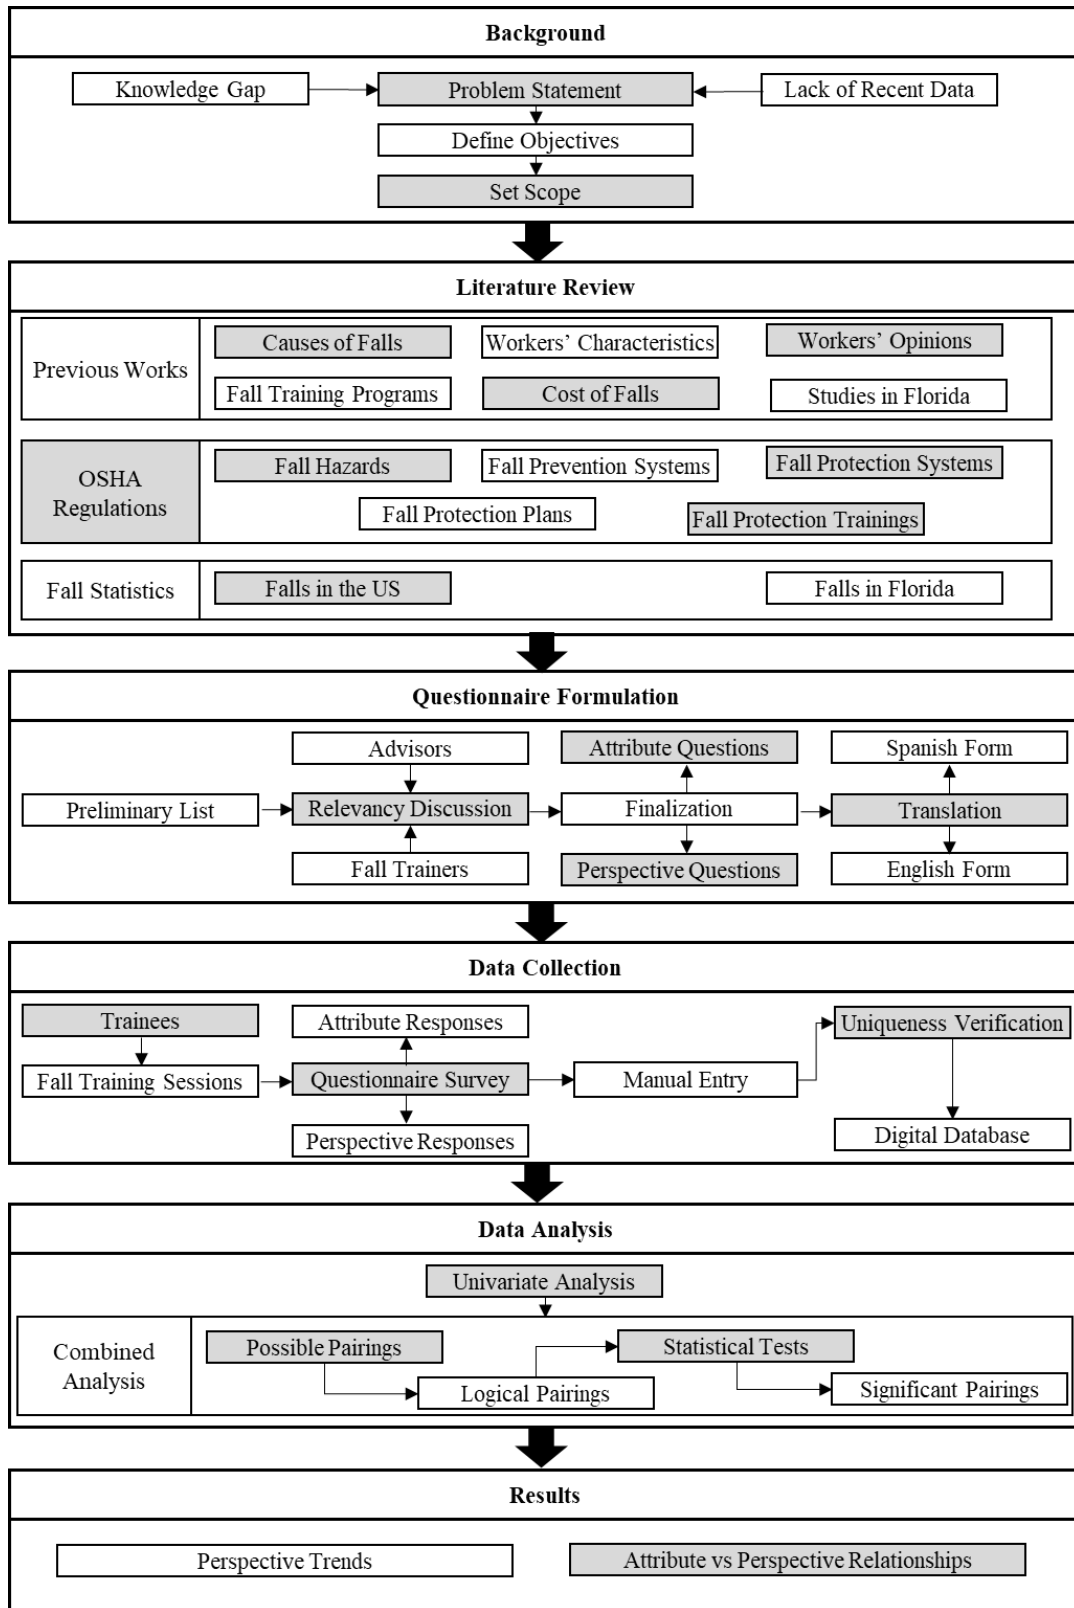 Background
Knowledge Gap
Problem Statement
Lack of Recent Data
Define Objectives
Set Scope
Literature Review
Previous Works
Causes of Falls
Workers’ Characteristics
Workers’ Opinions
Fall Training Programs
Cost of Falls
Studies in Florida
OSHA
Regulations
Fall Hazards
Fall Prevention Systems
Fall Protection Systems
Fall Protection Plans
Fall Protection Trainings
Fall Statistics
Falls in the US
Falls in Florida
Questionnaire Formulation
Advisors
Attribute Questions
Spanish Form
Preliminary List
Relevancy Discussion
Finalization
Translation
Fall Trainers
Perspective Questions
English Form
Data Collection
Trainees
Attribute Responses
Uniqueness Verification
Fall Training Sessions
Questionnaire Survey
Manual Entry
Perspective Responses
Digital Database
Data Analysis
Univariate Analysis
Combined
Analysis
Possible Pairings
Statistical Tests
Logical Pairings
Significant Pairings
Results
Perspective Trends
Attribute vs Perspective Relationships